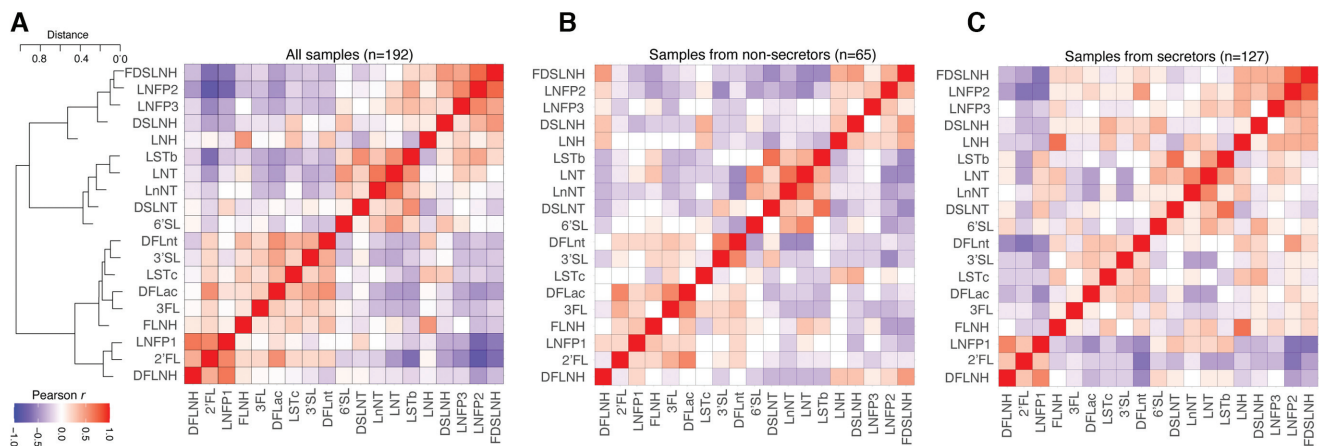 A
B
C
Distance
0.8
0.4
0.0
All samples (n=192)
FDSLNH
LNFP2
LNFP3
DSLNH
LNH
LSTb
LNT
LnNT
DSLNT
6'SL
DFLnt
3'SL
LSTc
DFLac
3FL
FLNH
LNFP1
2'FL
DFLNH
DFLNH
2'FL
LNFP1
FLNH
3FL
DFLac
LSTc
3'SL
DFLnt
6'SL
DSLNT
LnNT
LNT
LSTb
LNH
DSLNH
LNFP3
LNFP2
FDSLNH
Pearson r
-1.0
-0.5
0.0
0.5
1.0
Samples from non-secretors (n=65)
FDSLNH
LNFP2
LNFP3
DSLNH
LNH
LSTb
LNT
LnNT
DSLNT
6'SL
DFLnt
3'SL
LSTc
DFLac
3FL
FLNH
LNFP1
2'FL
DFLNH
DFLNH
2'FL
LNFP1
FLNH
3FL
DFLac
LSTc
3'SL
DFLnt
6'SL
DSLNT
LnNT
LNT
LSTb
LNH
DSLNH
LNFP3
LNFP2
FDSLNH
Samples from secretors (n=127)
FDSLNH
LNFP2
LNFP3
DSLNH
LNH
LSTb
LNT
LnNT
DSLNT
6'SL
DFLnt
3'SL
LSTc
DFLac
3FL
FLNH
LNFP1
2'FL
DFLNH
DFLNH
2'FL
LNFP1
FLNH
3FL
DFLac
LSTc
3'SL
DFLnt
6'SL
DSLNT
LnNT
LNT
LSTb
LNH
DSLNH
LNFP3
LNFP2
FDSLNH